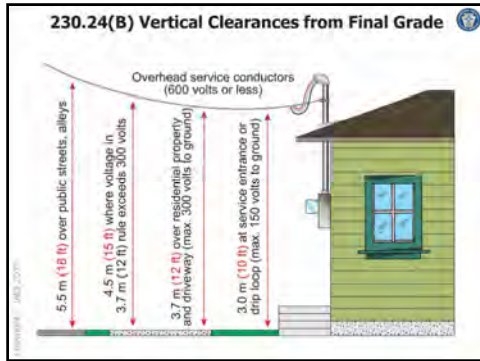 230.24(B) Vertical Clearances from Final Grade
Overhead service conductors
(600 volts or less)
5.5 m (18 ft) over public streets, alleys
4.5 m (15 ft) where voltage in
3.7 m (12 ft) rule exceeds 300 volts
3.7 m (12 ft) over residential property
and driveway (max. 300 volts to ground)
3.0 m (10 ft) at service entrance or
drip loop (max. 150 volts to ground)